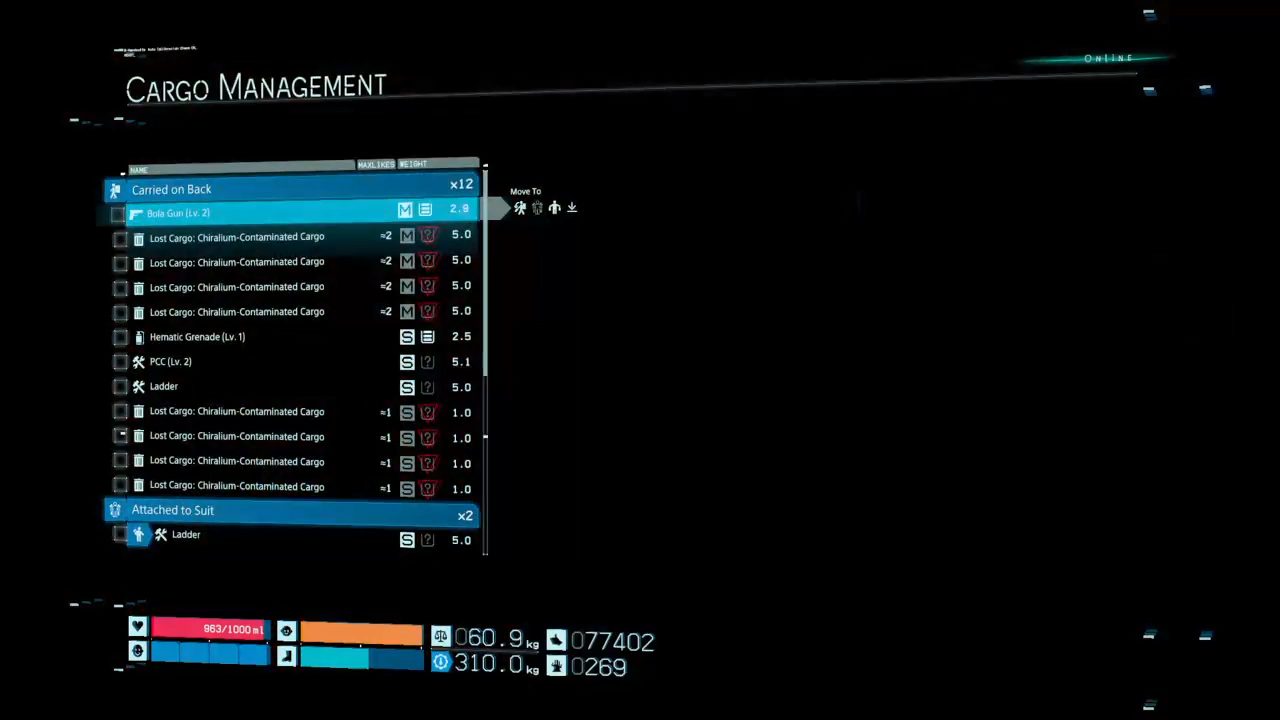 CARGO MANAGEMENT
ONLINE
NAME MAXLIKES WEIGHT
Carried on Back ×12
Move To
Bola Gun (Lv. 2) M 2.9
Lost Cargo: Chiralium-Contaminated Cargo ≈2 M ? 5.0
Lost Cargo: Chiralium-Contaminated Cargo ≈2 M ? 5.0
Lost Cargo: Chiralium-Contaminated Cargo ≈2 M ? 5.0
Lost Cargo: Chiralium-Contaminated Cargo ≈2 M ? 5.0
Hematic Grenade (Lv. 1) S 2.5
PCC (Lv. 2) S ? 5.1
Ladder S ? 5.0
Lost Cargo: Chiralium-Contaminated Cargo ≈1 S ? 1.0
Lost Cargo: Chiralium-Contaminated Cargo ≈1 S ? 1.0
Lost Cargo: Chiralium-Contaminated Cargo ≈1 S ? 1.0
Lost Cargo: Chiralium-Contaminated Cargo ≈1 S ? 1.0
Attached to Suit ×2
Ladder S ? 5.0
963/1000 ml 060.9 kg 077402
310.0 kg 0269